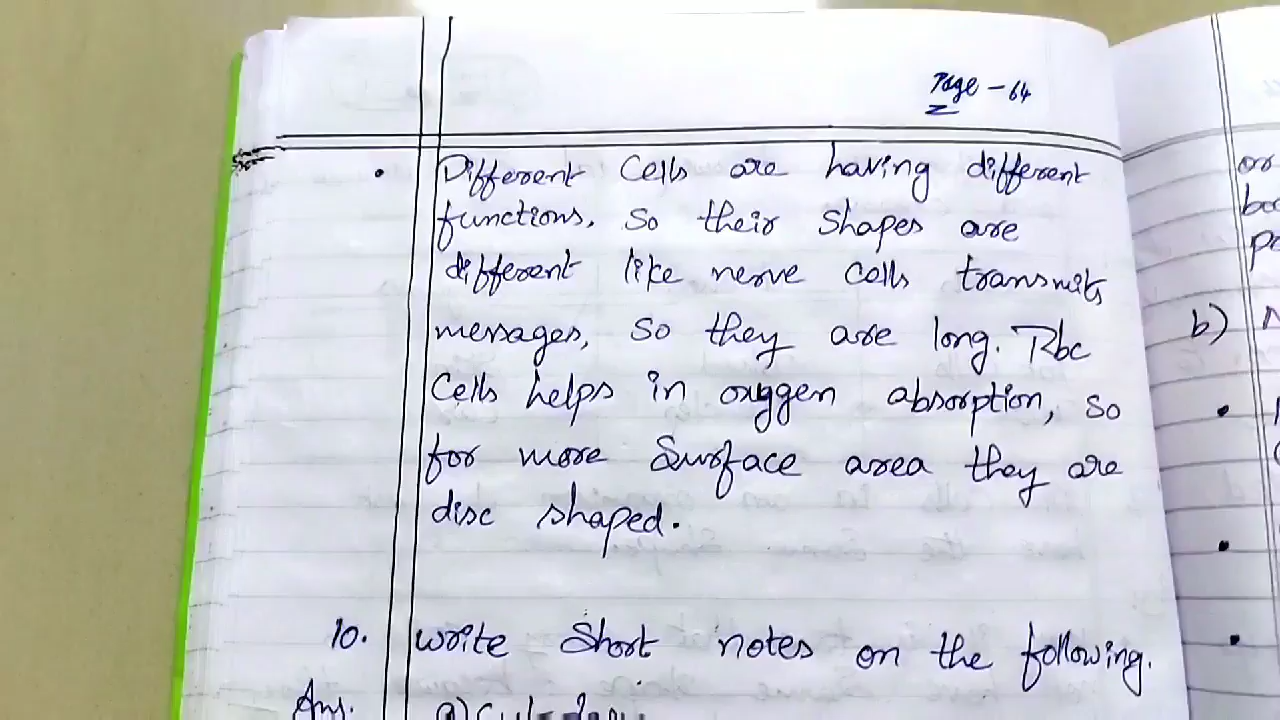 Page - 64
• Different Cells are having different
functions. So their Shapes are
different like nerve cells transmits
messages, so they are long. Rbc
Cells helps in oxygen absorption, so
for more Surface area they are
disc shaped.
10. Write Short notes on the following.
Ans.
b)